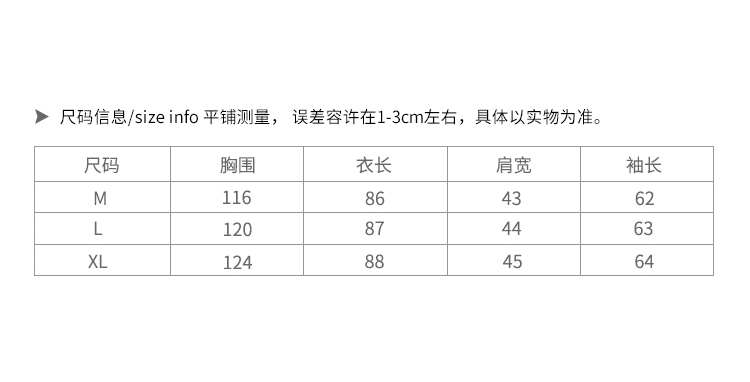 尺码信息/size info 平铺测量， 误差容许在1-3cm左右，具体以实物为准。
尺码 胸围 衣长 肩宽 袖长
M 116 86 43 62
L 120 87 44 63
XL 124 88 45 64